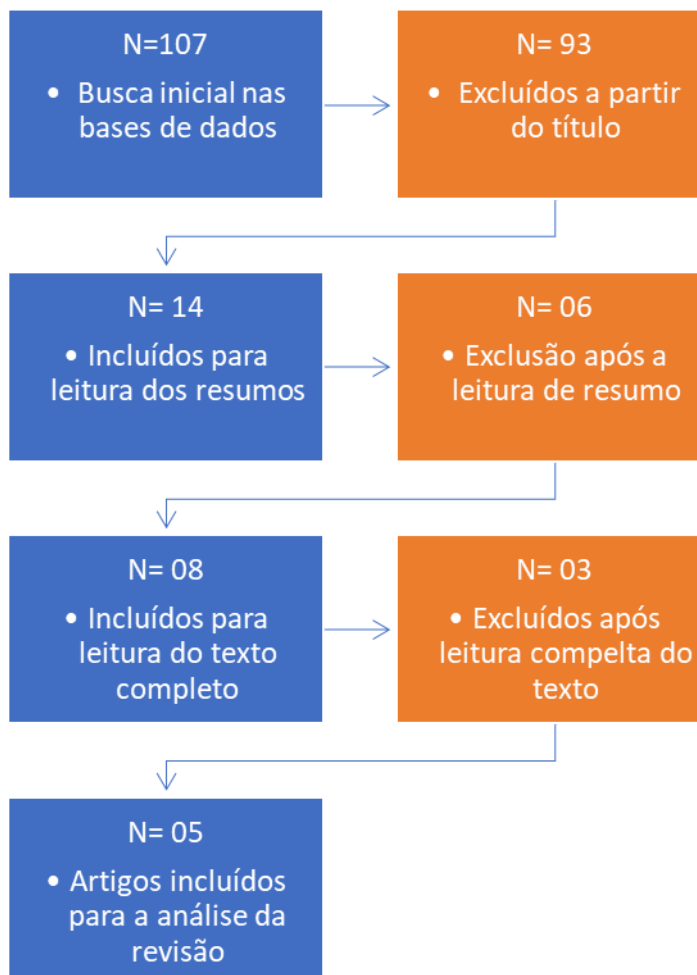 N=107
• Busca inicial nas
bases de dados
N= 93
• Excluídos a partir
do título
N= 14
• Incluídos para
leitura dos resumos
N= 06
• Exclusão após a
leitura de resumo
N= 08
• Incluídos para
leitura do texto
completo
N= 03
• Excluídos após
leitura compelta do
texto
N= 05
• Artigos incluídos
para a análise da
revisão